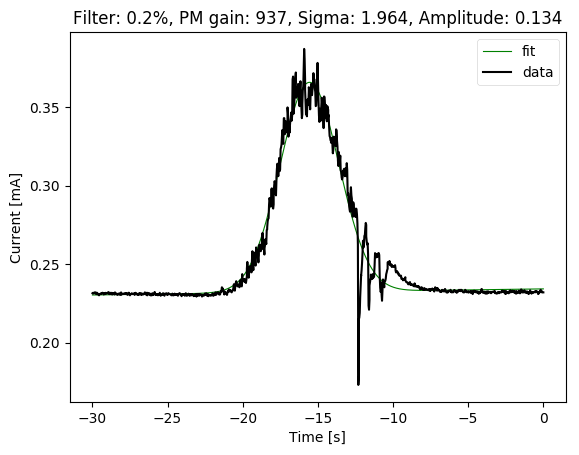 Filter: 0.2%, PM gain: 937, Sigma: 1.964, Amplitude: 0.134
fit
data
0.35
0.30
0.25
0.20
Current [mA]
−30
−25
−20
−15
−10
−5
0
Time [s]